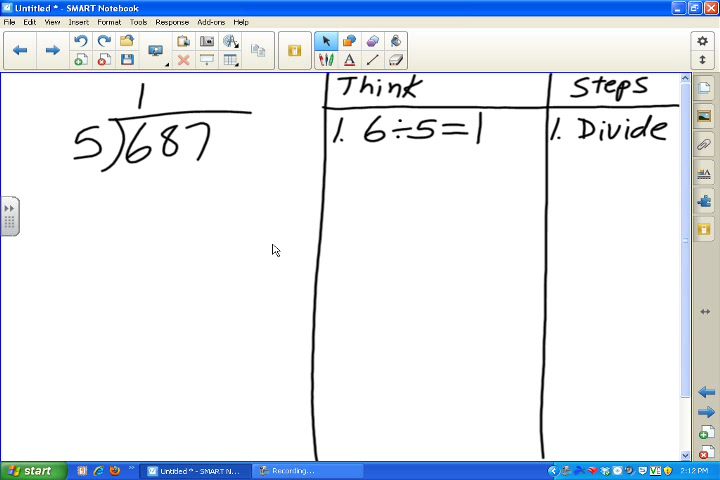 Untitled * - SMART Notebook
File Edit View Insert Format Tools Response Add-ons Help
1
5)687
Think
Steps
1. 6÷5=1
1. Divide
start
Untitled * - SMART N...
Recording...
2:12 PM